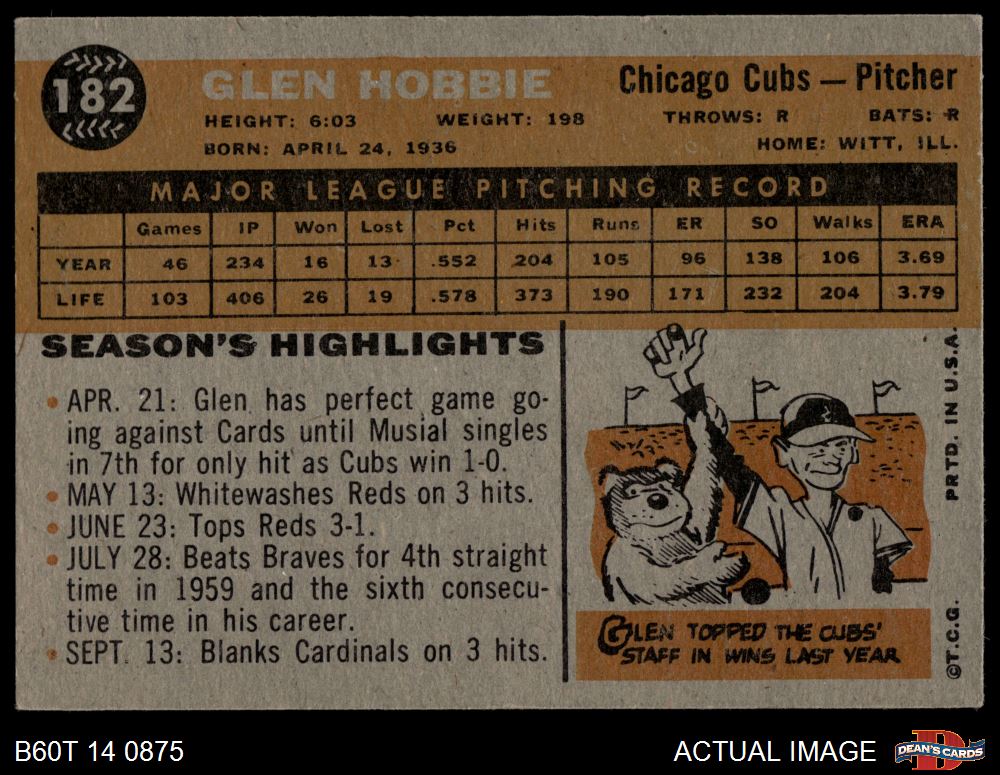 182
GLEN HOBBIE
Chicago Cubs — Pitcher
HEIGHT: 6:03 WEIGHT: 198 THROWS: R BATS: R
BORN: APRIL 24, 1936 HOME: WITT, ILL.
MAJOR LEAGUE PITCHING RECORD
Games IP Won Lost Pct Hits Runs ER SO Walks ERA
YEAR 46 234 16 13 .552 204 105 96 138 106 3.69
LIFE 103 406 26 19 .578 373 190 171 232 204 3.79
SEASON'S HIGHLIGHTS
• APR. 21: Glen has perfect game go-
ing against Cards until Musial singles
in 7th for only hit as Cubs win 1-0.
• MAY 13: Whitewashes Reds on 3 hits.
• JUNE 23: Tops Reds 3-1.
• JULY 28: Beats Braves for 4th straight
time in 1959 and the sixth consecu-
tive time in his career.
• SEPT. 13: Blanks Cardinals on 3 hits.
GLEN TOPPED THE CUBS'
STAFF IN WINS LAST YEAR
©T.C.G. PRTD. IN U.S.A.
B60T 14 0875
ACTUAL IMAGE
DEAN'S CARDS